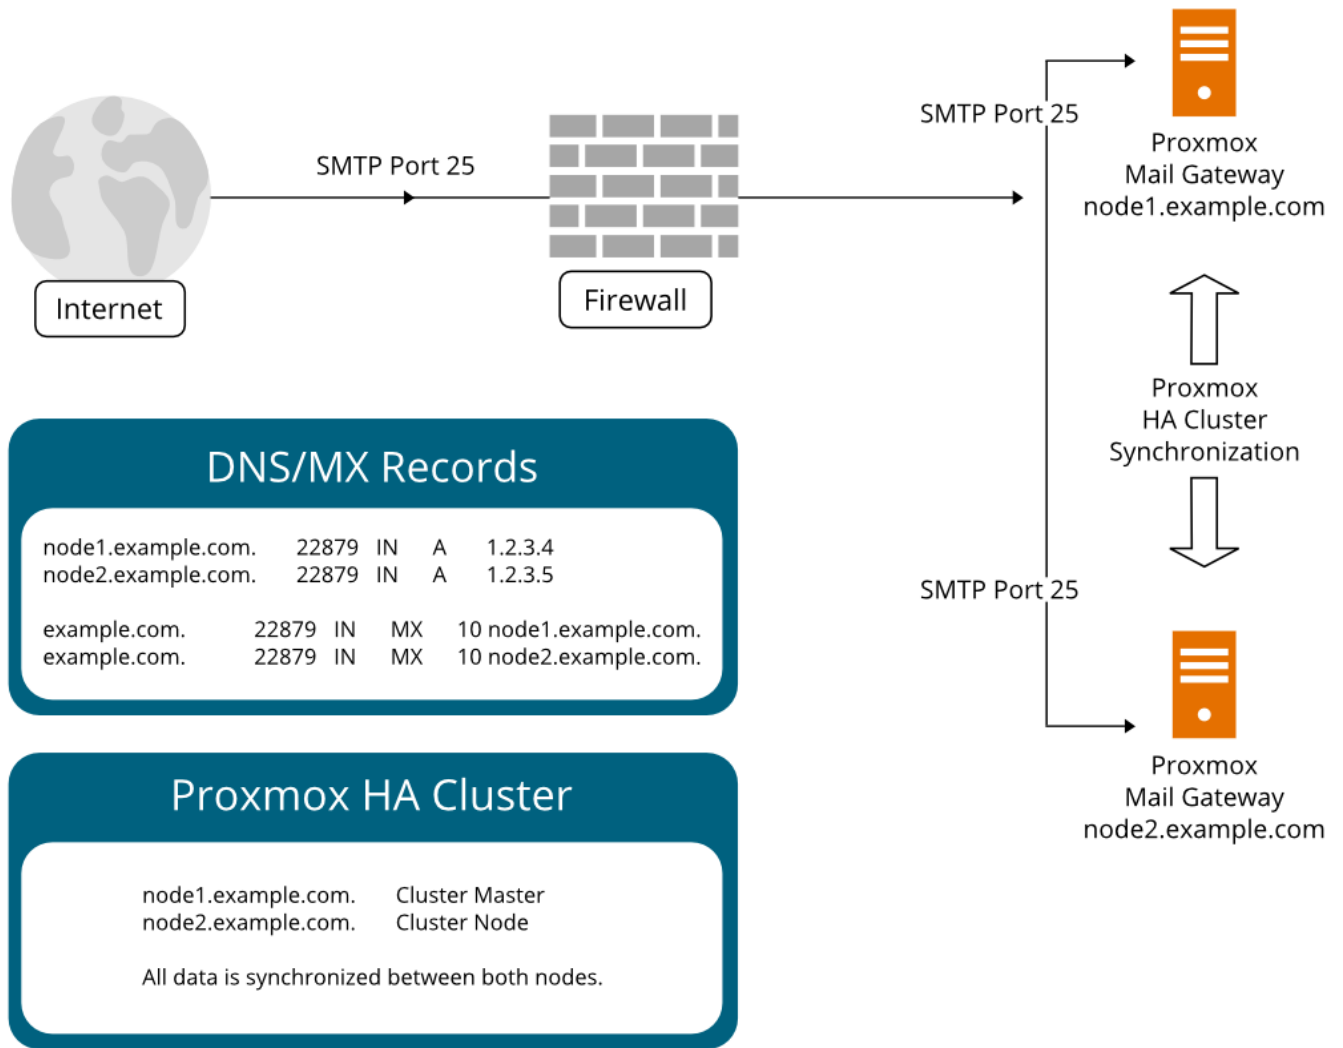 SMTP Port 25
Internet
Firewall
SMTP Port 25
Proxmox
Mail Gateway
node1.example.com
Proxmox
HA Cluster
Synchronization
SMTP Port 25
Proxmox
Mail Gateway
node2.example.com
DNS/MX Records
node1.example.com. 22879 IN A 1.2.3.4
node2.example.com. 22879 IN A 1.2.3.5
example.com. 22879 IN MX 10 node1.example.com.
example.com. 22879 IN MX 10 node2.example.com.
Proxmox HA Cluster
node1.example.com. Cluster Master
node2.example.com. Cluster Node
All data is synchronized between both nodes.